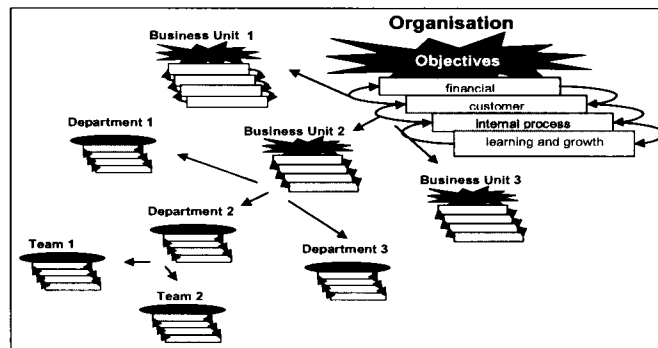 Organisation
Business Unit 1
Objectives
financial
customer
internal process
learning and growth
Department 1
Business Unit 2
Business Unit 3
Department 2
Department 3
Team 1
Team 2